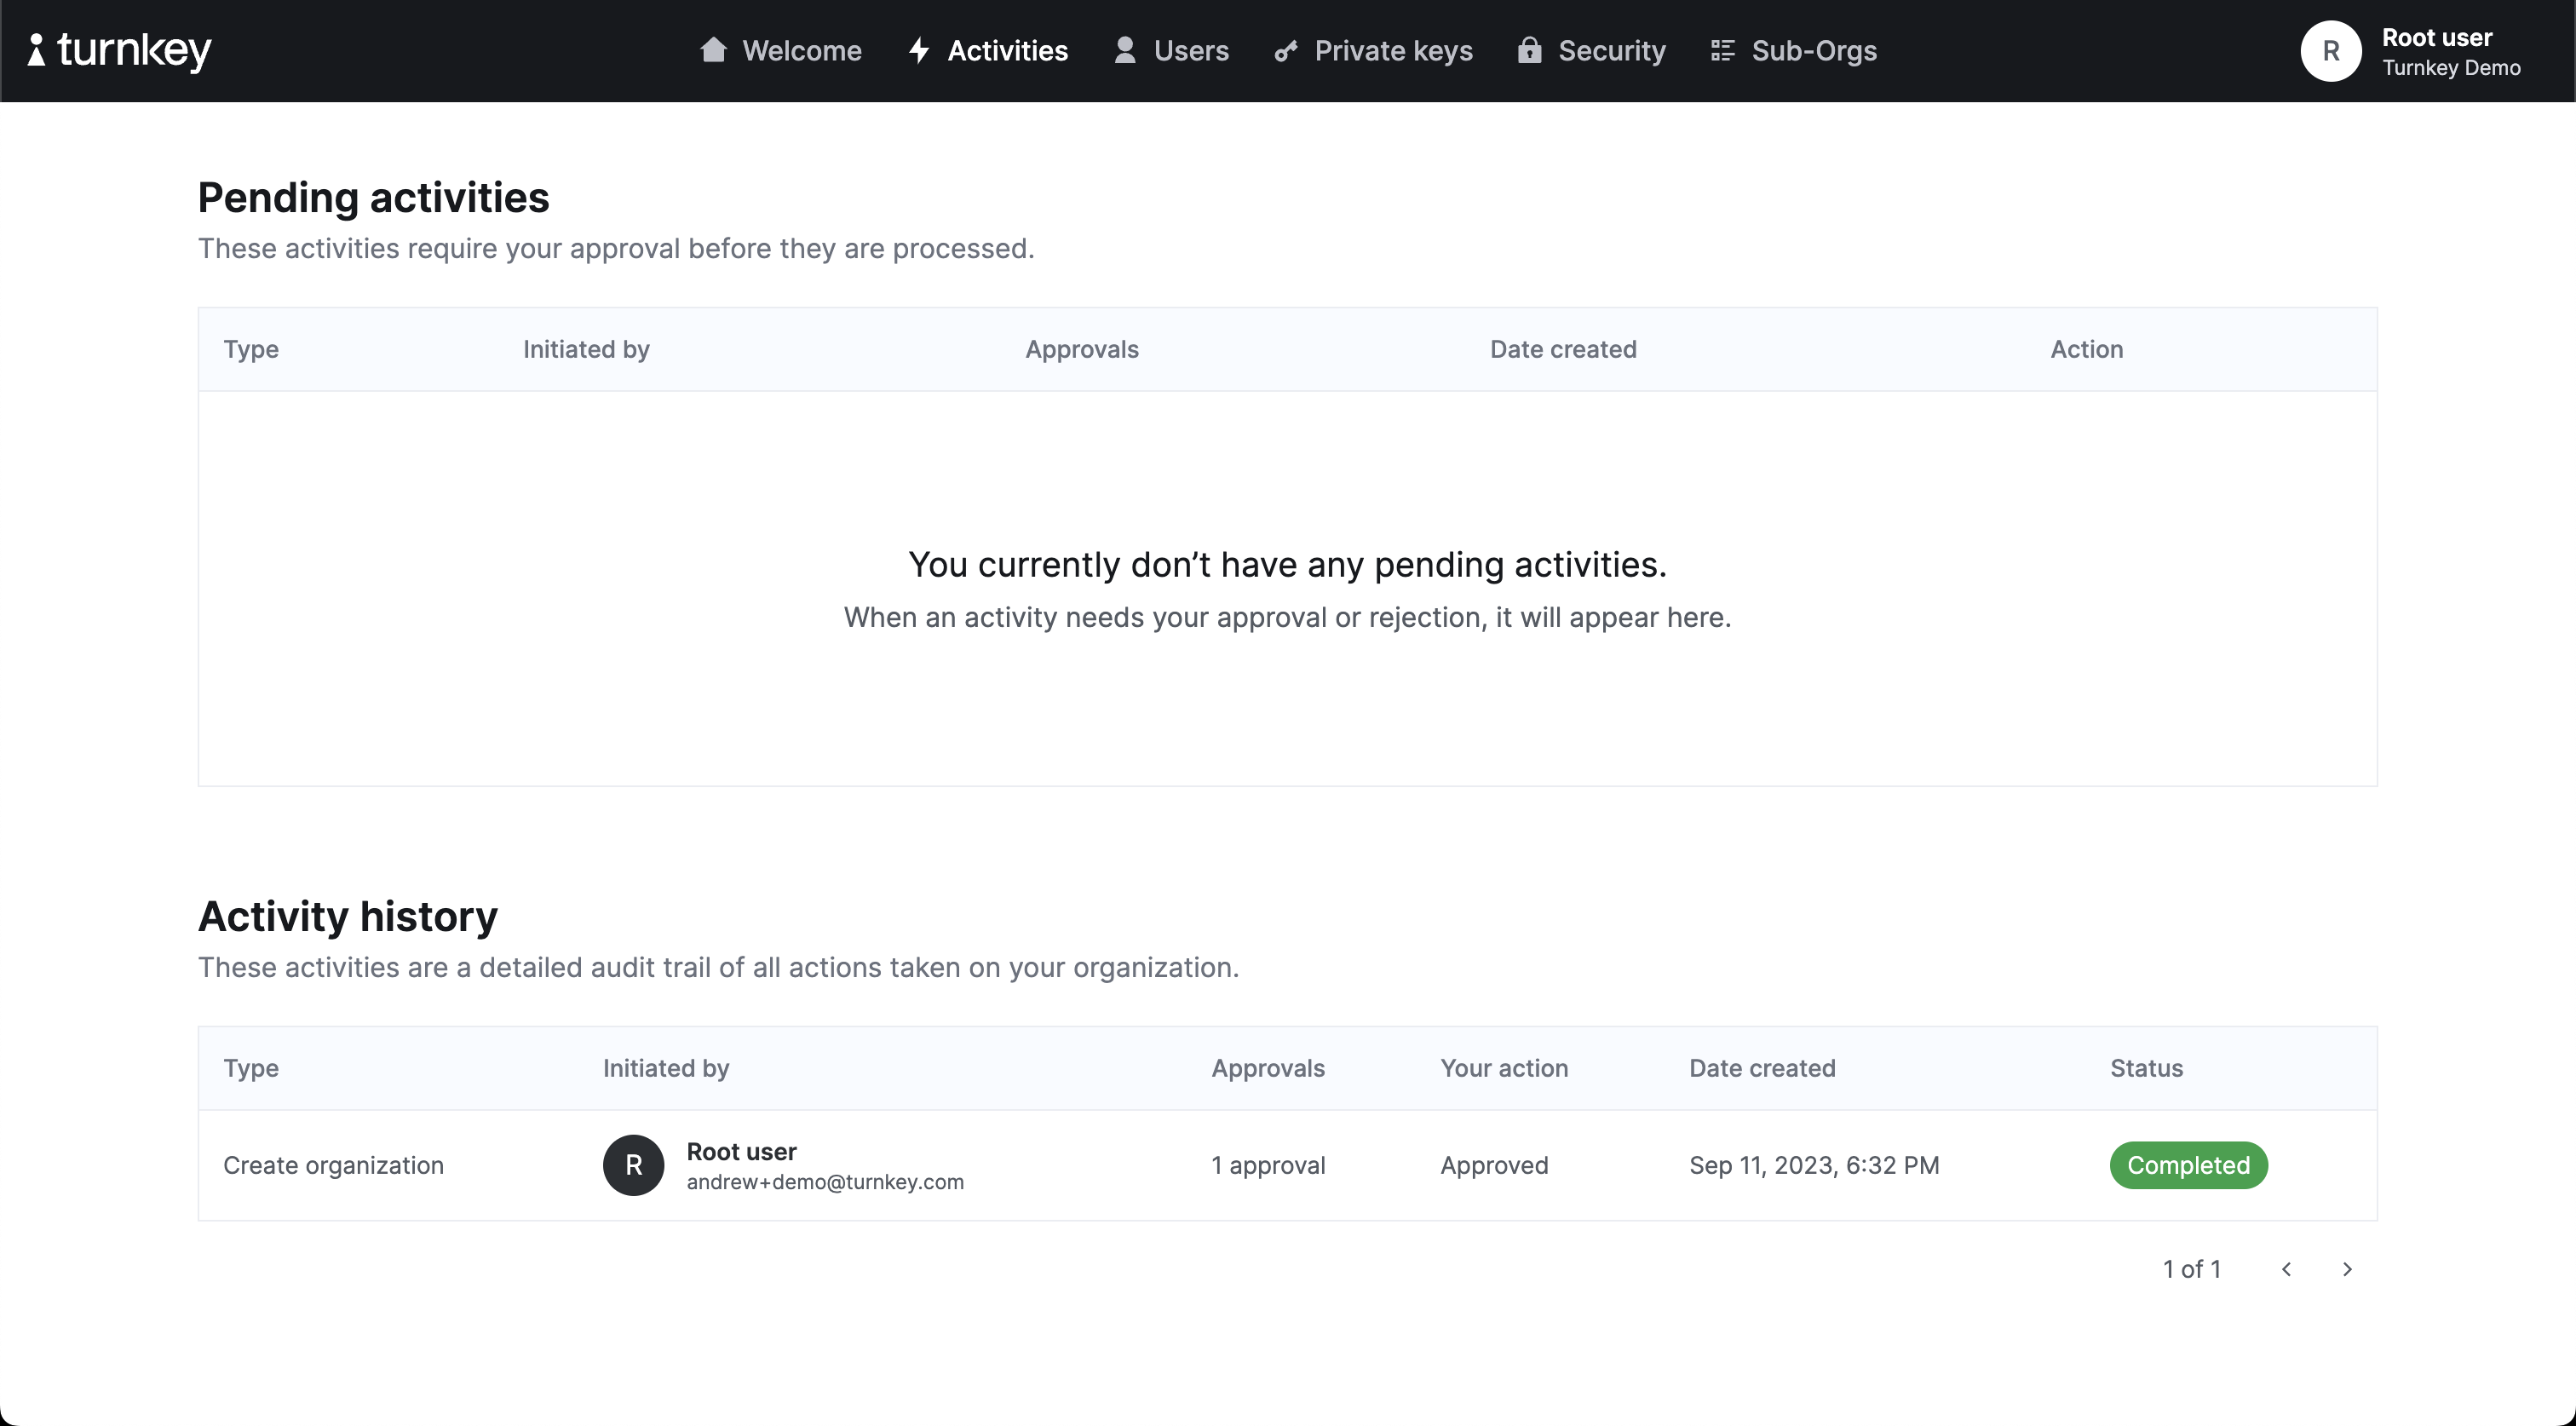 turnkey
Welcome
Activities
Users
Private keys
Security
Sub-Orgs
R
Root user
Turnkey Demo
Pending activities
These activities require your approval before they are processed.
Type Initiated by Approvals Date created Action
You currently don’t have any pending activities.
When an activity needs your approval or rejection, it will appear here.
Activity history
These activities are a detailed audit trail of all actions taken on your organization.
Type Initiated by Approvals Your action Date created Status
Create organization
R
Root user
andrew+demo@turnkey.com
1 approval
Approved
Sep 11, 2023, 6:32 PM
Completed
1 of 1